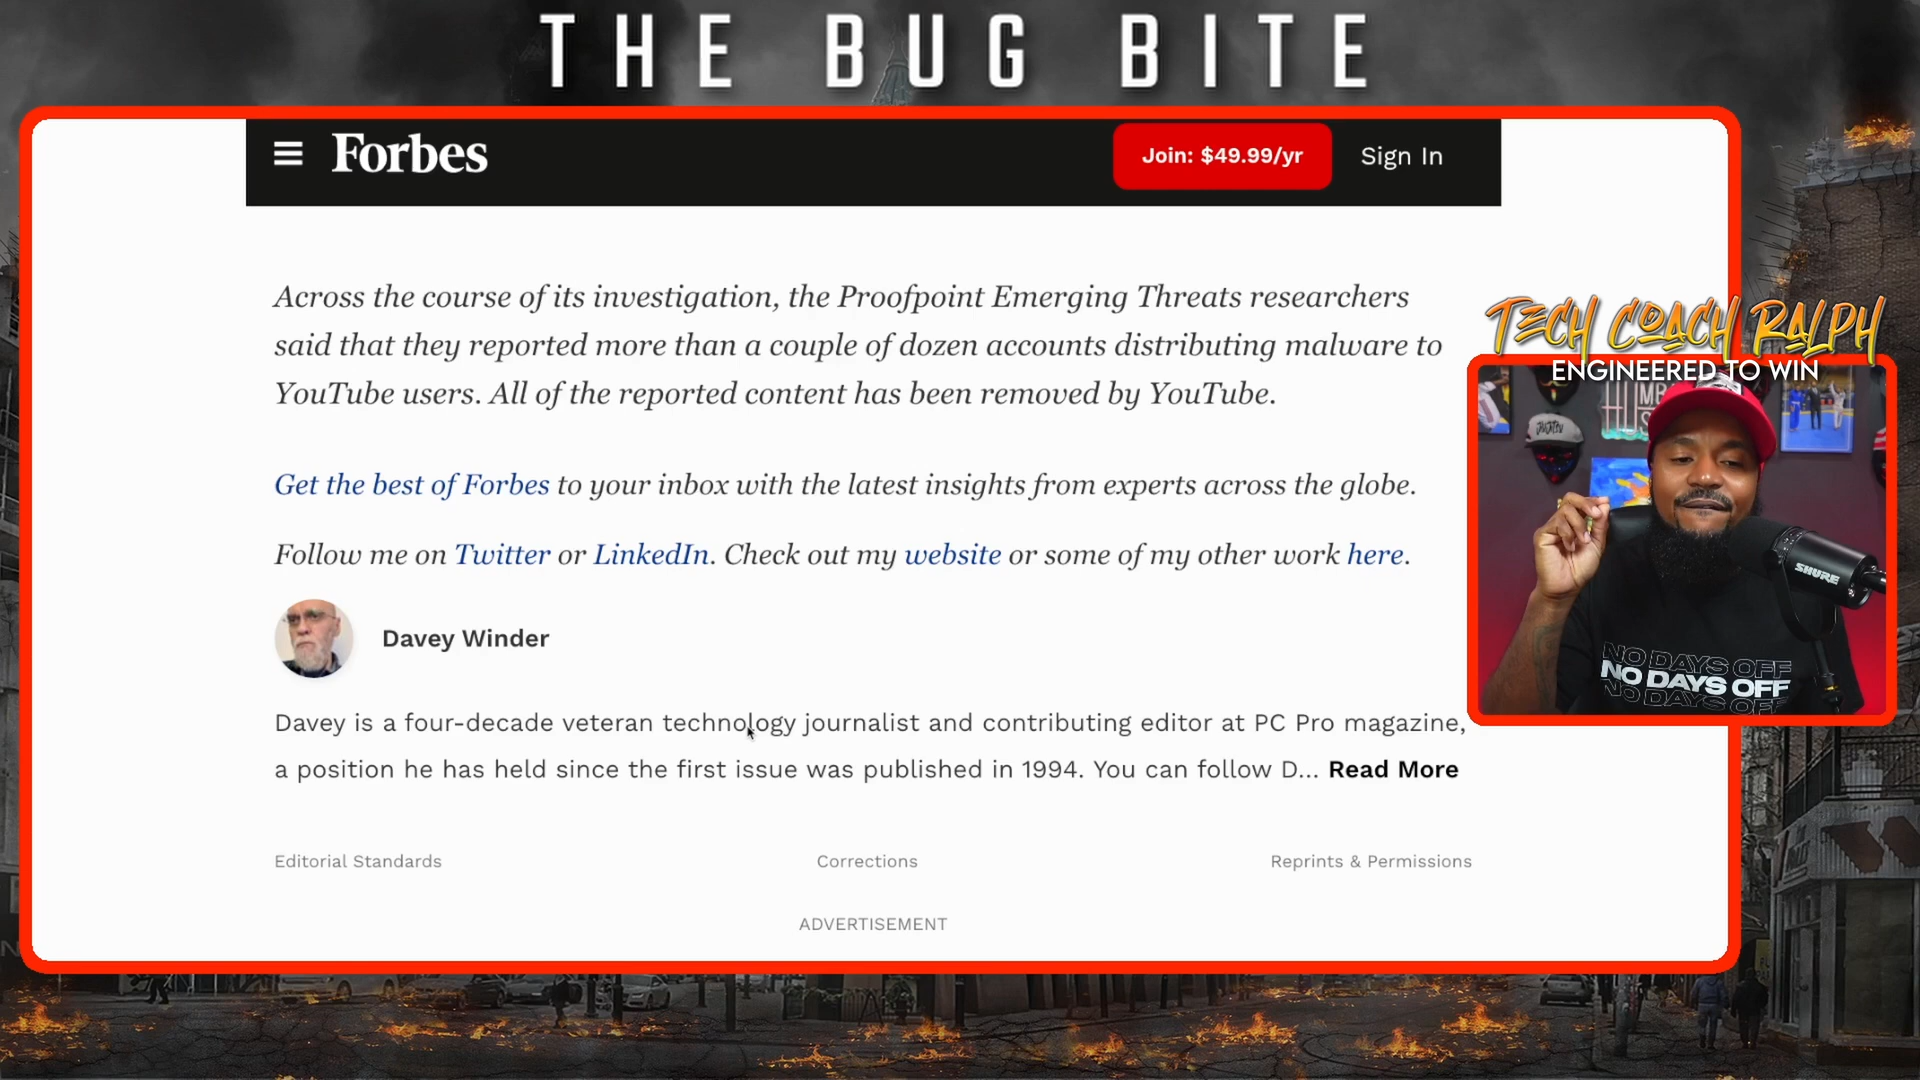 THE BUG BITE
Forbes
Join: $49.99/yr
Sign In
Across the course of its investigation, the Proofpoint Emerging Threats researchers
said that they reported more than a couple of dozen accounts distributing malware to
YouTube users. All of the reported content has been removed by YouTube.
Get the best of Forbes to your inbox with the latest insights from experts across the globe.
Follow me on Twitter or LinkedIn. Check out my website or some of my other work here.
Davey Winder
Davey is a four-decade veteran technology journalist and contributing editor at PC Pro magazine,
a position he has held since the first issue was published in 1994. You can follow D... Read More
Editorial Standards
Corrections
Reprints & Permissions
ADVERTISEMENT
TECH COACH RALPH
ENGINEERED TO WIN
SHURE
NO DAYS OFF
NO DAYS OFF
NO DAYS OFF